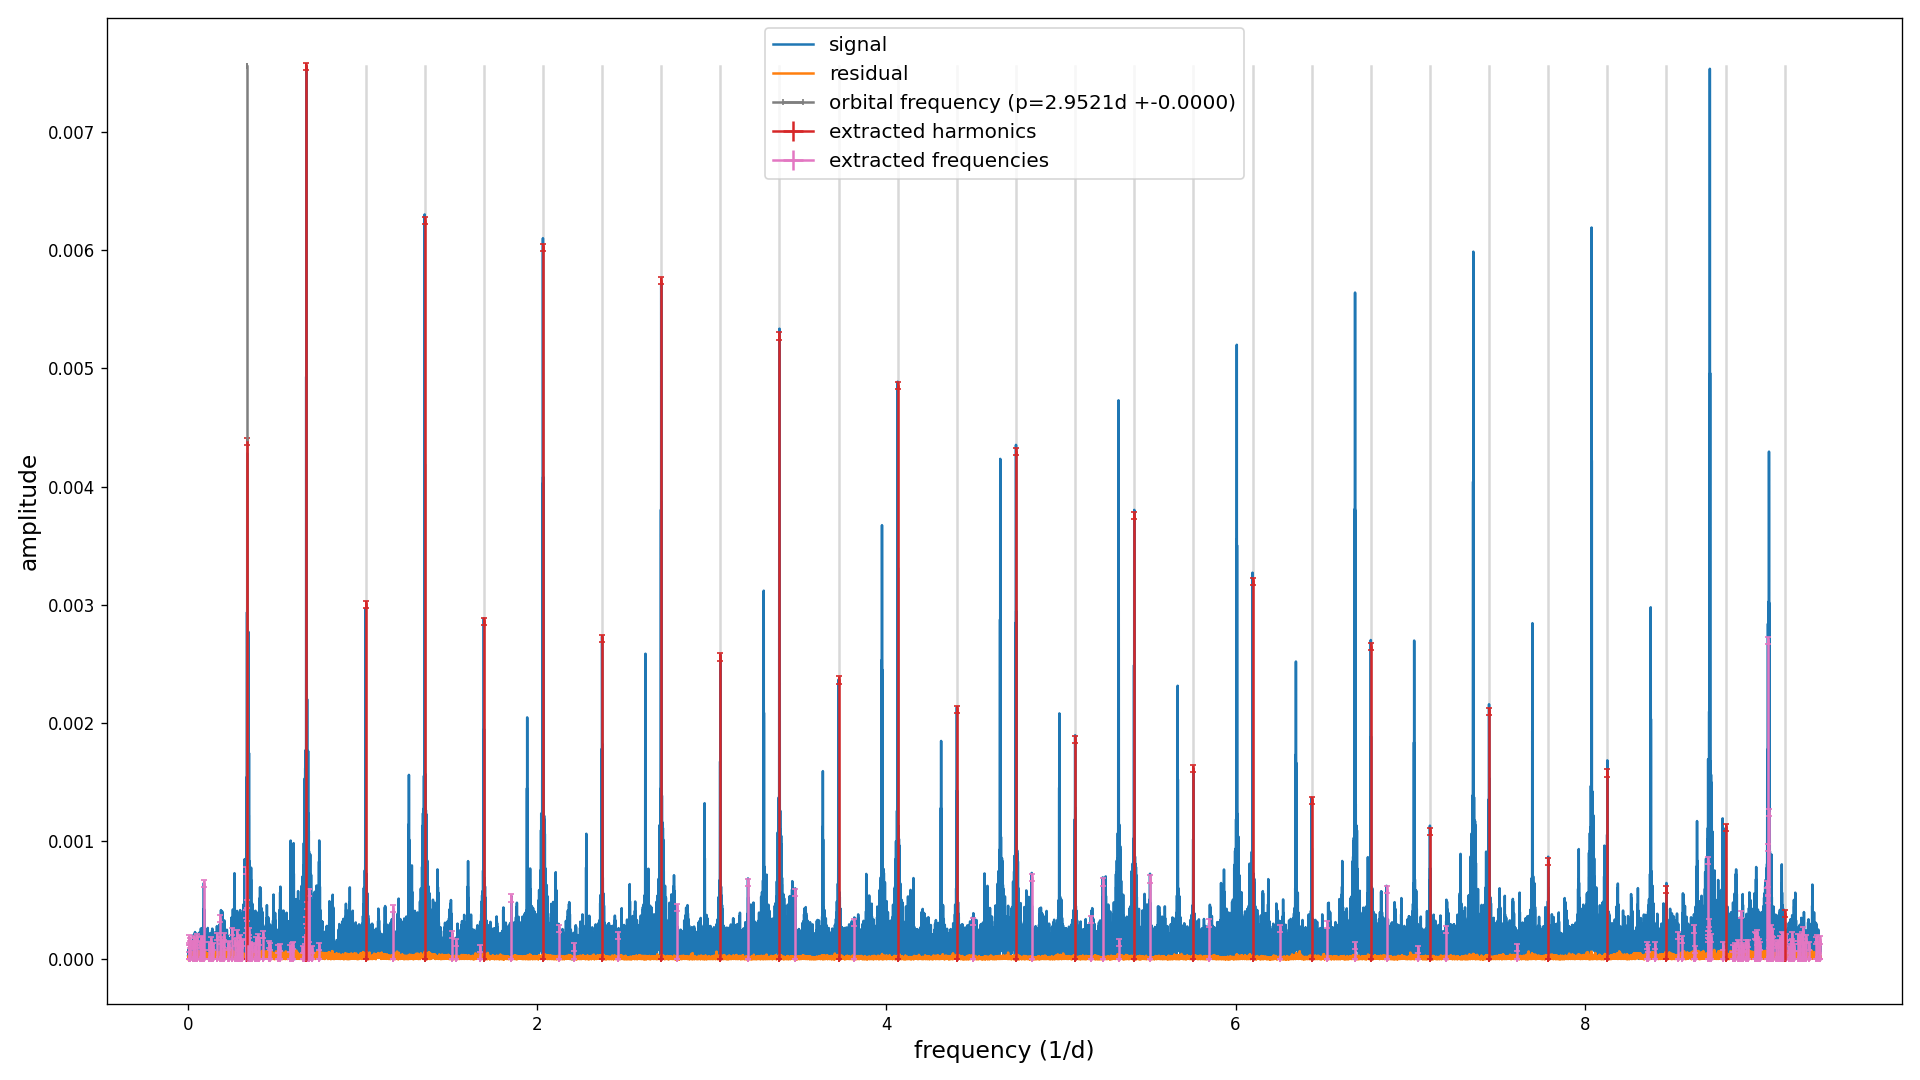 signal
residual
orbital frequency (p=2.9521d +-0.0000)
extracted harmonics
extracted frequencies
0.007
0.006
0.005
0.004
0.003
0.002
0.001
0.000
amplitude
0 2 4 6 8
frequency (1/d)